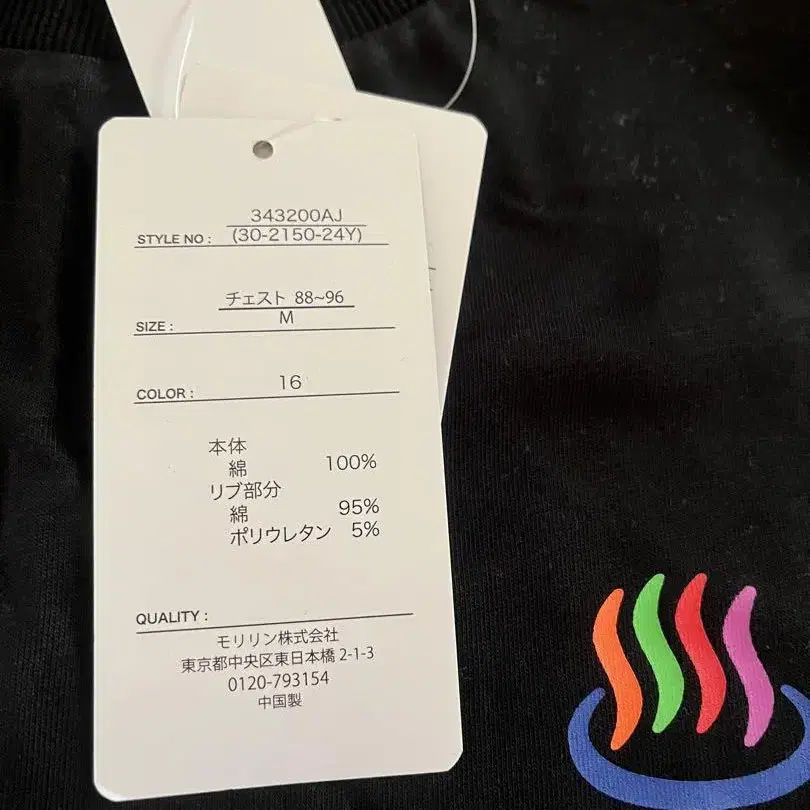 343200AJ
STYLE NO : (30-2150-24Y)
チェスト 88~96
SIZE : M
COLOR : 16
本体
綿 100%
リブ部分
綿 95%
ポリウレタン 5%
QUALITY :
モリリン株式会社
東京都中央区東日本橋 2-1-3
0120-793154
中国製